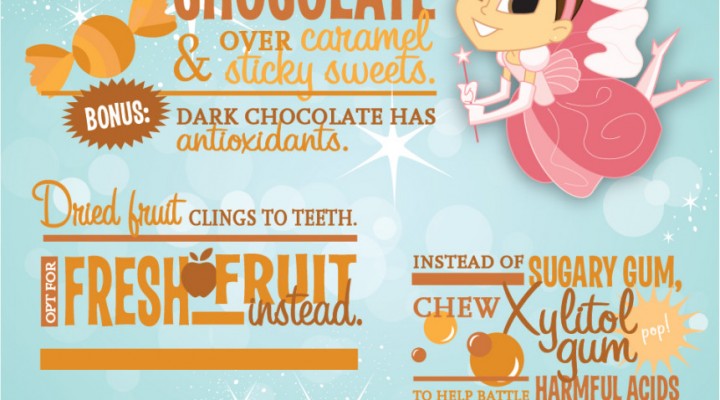 CHOCOLATE
& OVER caramel
sticky sweets.
BONUS:
DARK CHOCOLATE HAS
antioxidants.
Dried fruit CLINGS TO TEETH.
OPT FOR
FRESH FRUIT
instead.
INSTEAD OF SUGARY GUM,
CHEW Xylitol
gum
pop!
TO HELP BATTLE HARMFUL ACIDS